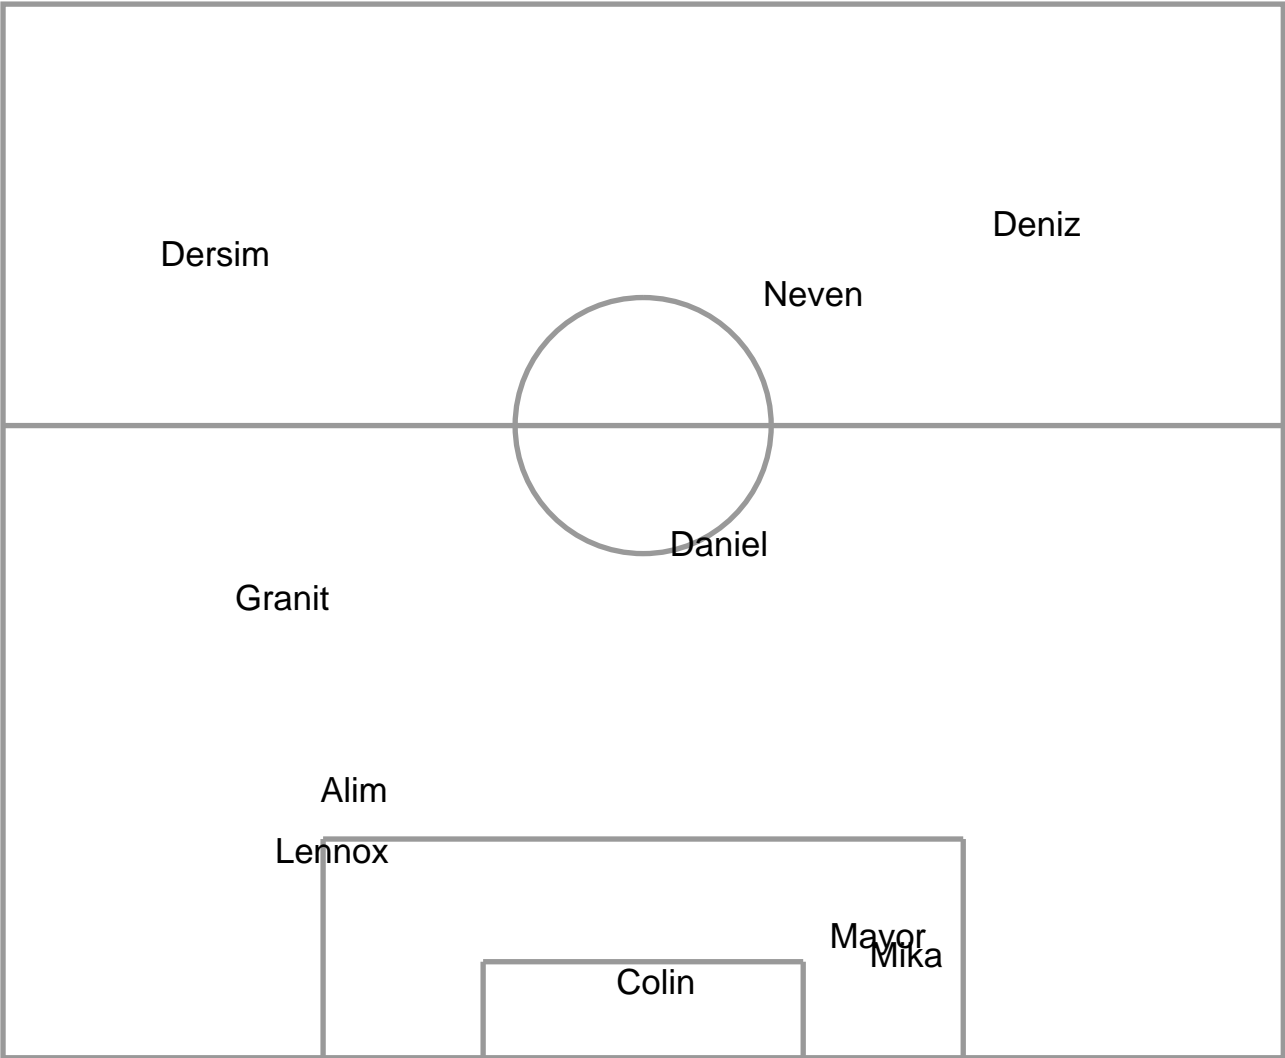 Deniz
Dersim
Neven
Daniel
Granit
Alim
Lennox
Mayor
Mika
Colin